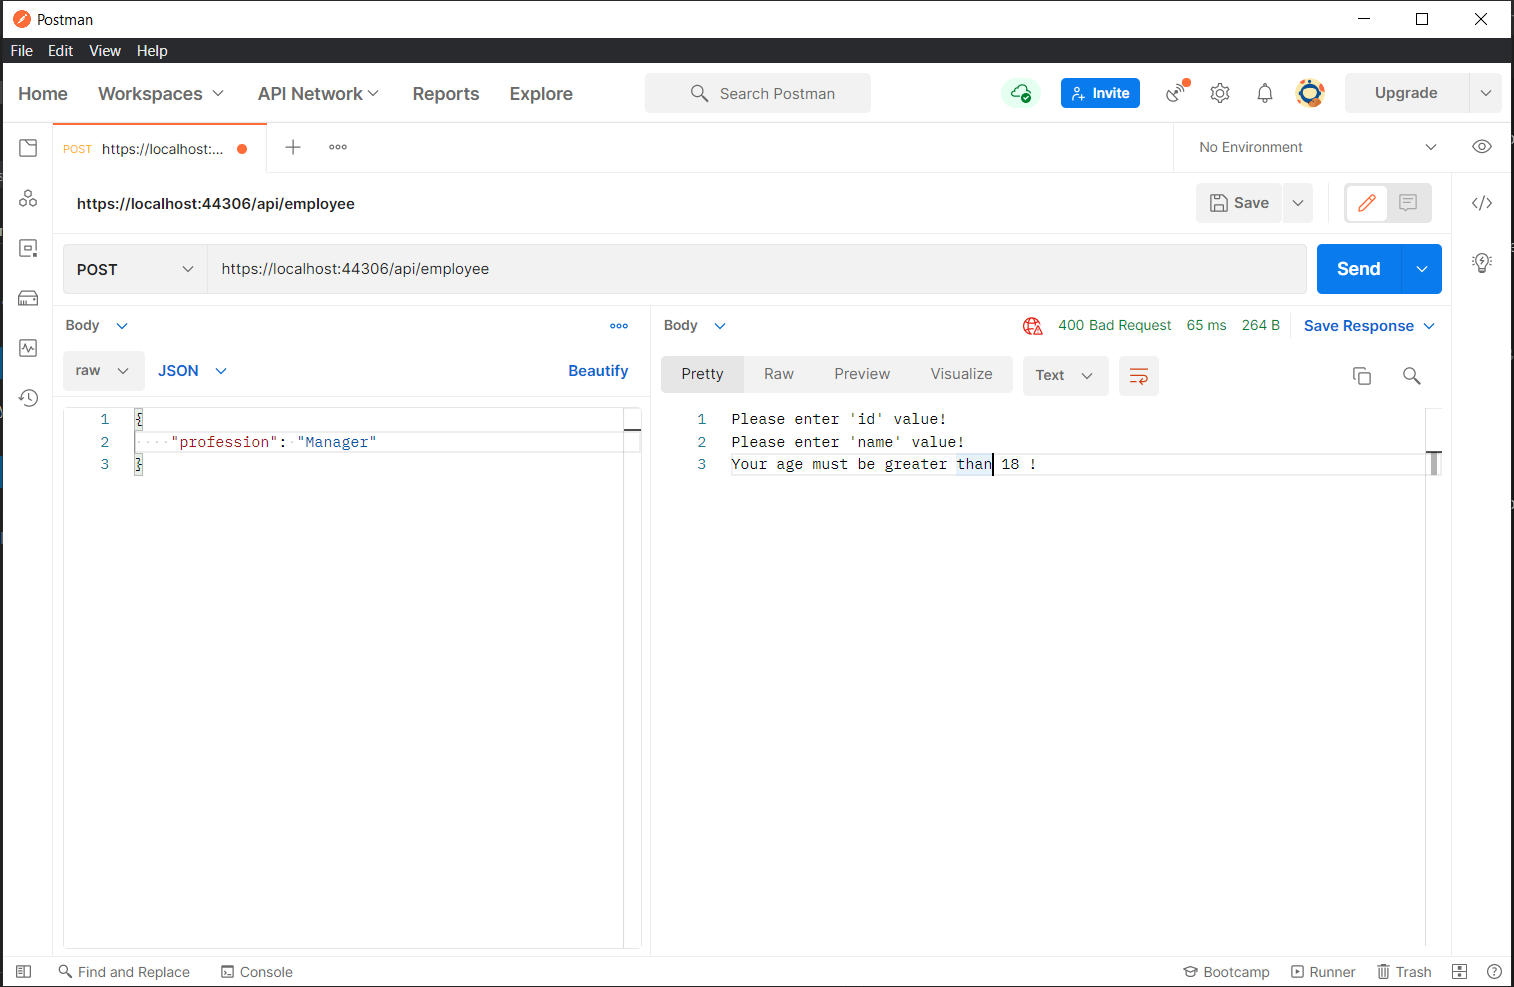 Postman
File Edit View Help
Home Workspaces API Network Reports Explore Search Postman Invite Upgrade
POST https://localhost:... No Environment
https://localhost:44306/api/employee Save
POST https://localhost:44306/api/employee Send
Body Body 400 Bad Request 65 ms 264 B Save Response
raw JSON Beautify Pretty Raw Preview Visualize Text
1 {
2 "profession": "Manager"
3 }
1 Please enter 'id' value!
2 Please enter 'name' value!
3 Your age must be greater than 18 !
Find and Replace Console Bootcamp Runner Trash